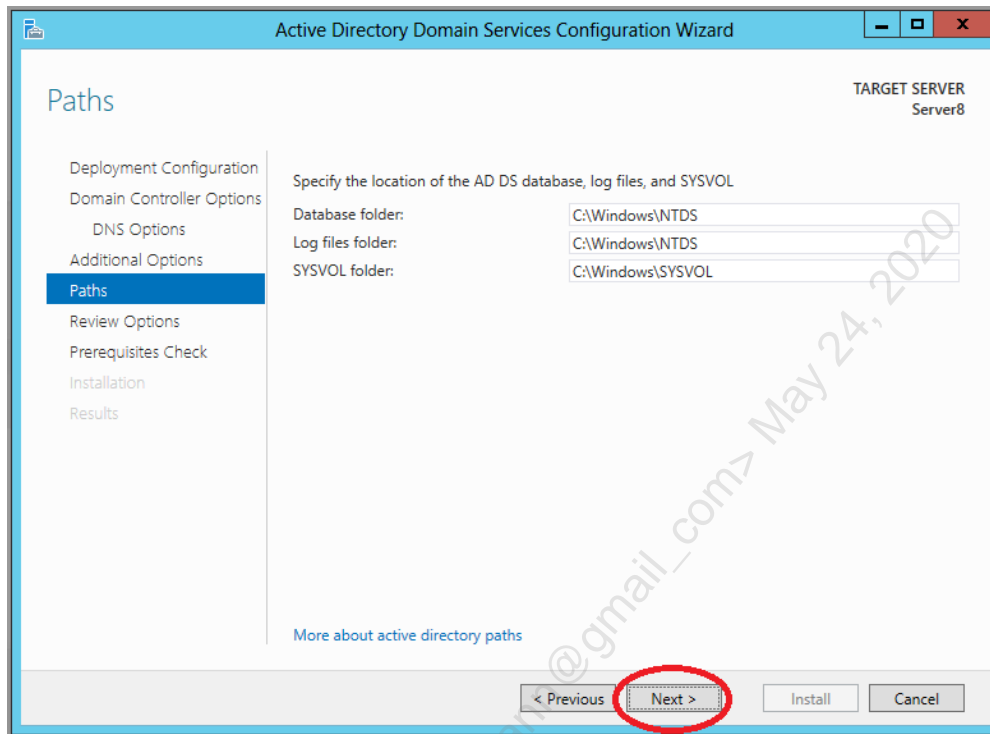 Active Directory Domain Services Configuration Wizard
Paths
TARGET SERVER
Server8
Deployment Configuration
Domain Controller Options
DNS Options
Additional Options
Paths
Review Options
Prerequisites Check
Installation
Results
Specify the location of the AD DS database, log files, and SYSVOL
Database folder: C:\Windows\NTDS
Log files folder: C:\Windows\NTDS
SYSVOL folder: C:\Windows\SYSVOL
More about active directory paths
< Previous Next > Install Cancel
@gmail_com> May 24, 2020